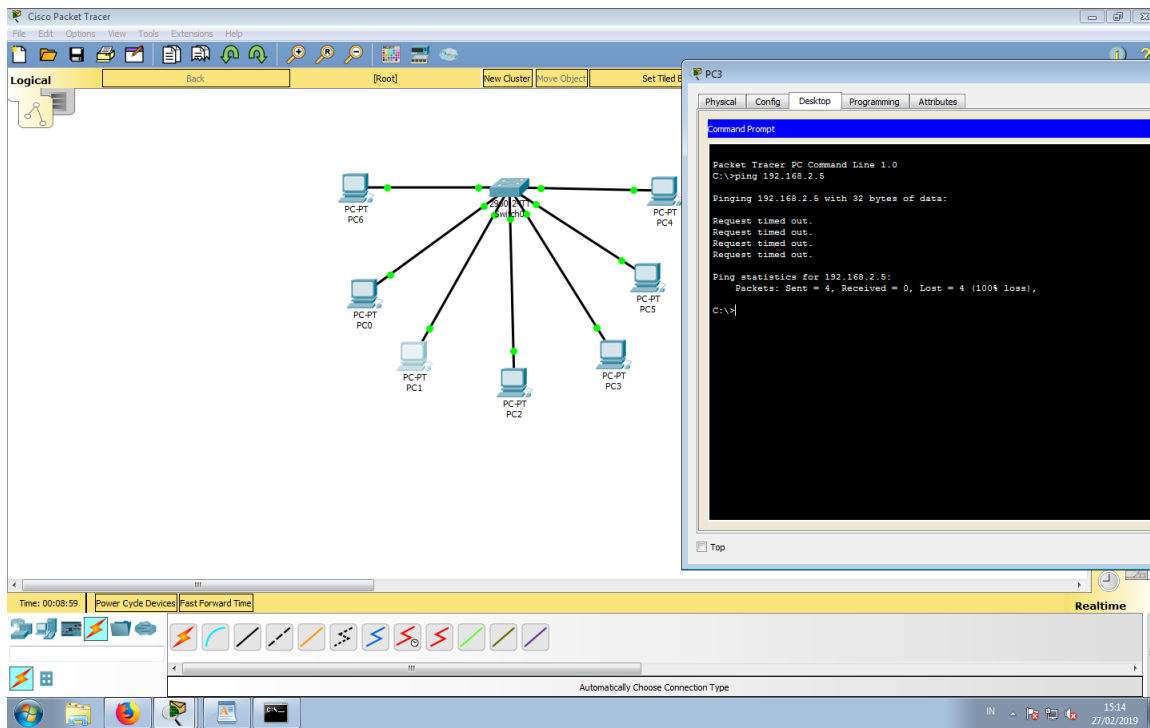 Cisco Packet Tracer
File Edit Options View Tools Extensions Help
Logical
Back
[Root]
New Cluster
Move Object
Set Tiled B
PC3
Physical
Config
Desktop
Programming
Attributes
Command Prompt
Packet Tracer PC Command Line 1.0
C:\>ping 192.168.2.5
Pinging 192.168.2.5 with 32 bytes of data:
Request timed out.
Request timed out.
Request timed out.
Request timed out.
Ping statistics for 192.168.2.5:
Packets: Sent = 4, Received = 0, Lost = 4 (100% loss),
C:\>
Top
PC-PT
PC6
Switch0
PC-PT
PC4
PC-PT
PC0
PC-PT
PC5
PC-PT
PC1
PC-PT
PC3
PC-PT
PC2
Time: 00:08:59
Power Cycle Devices
Fast Forward Time
Realtime
Automatically Choose Connection Type
IN
15:14
27/02/2019